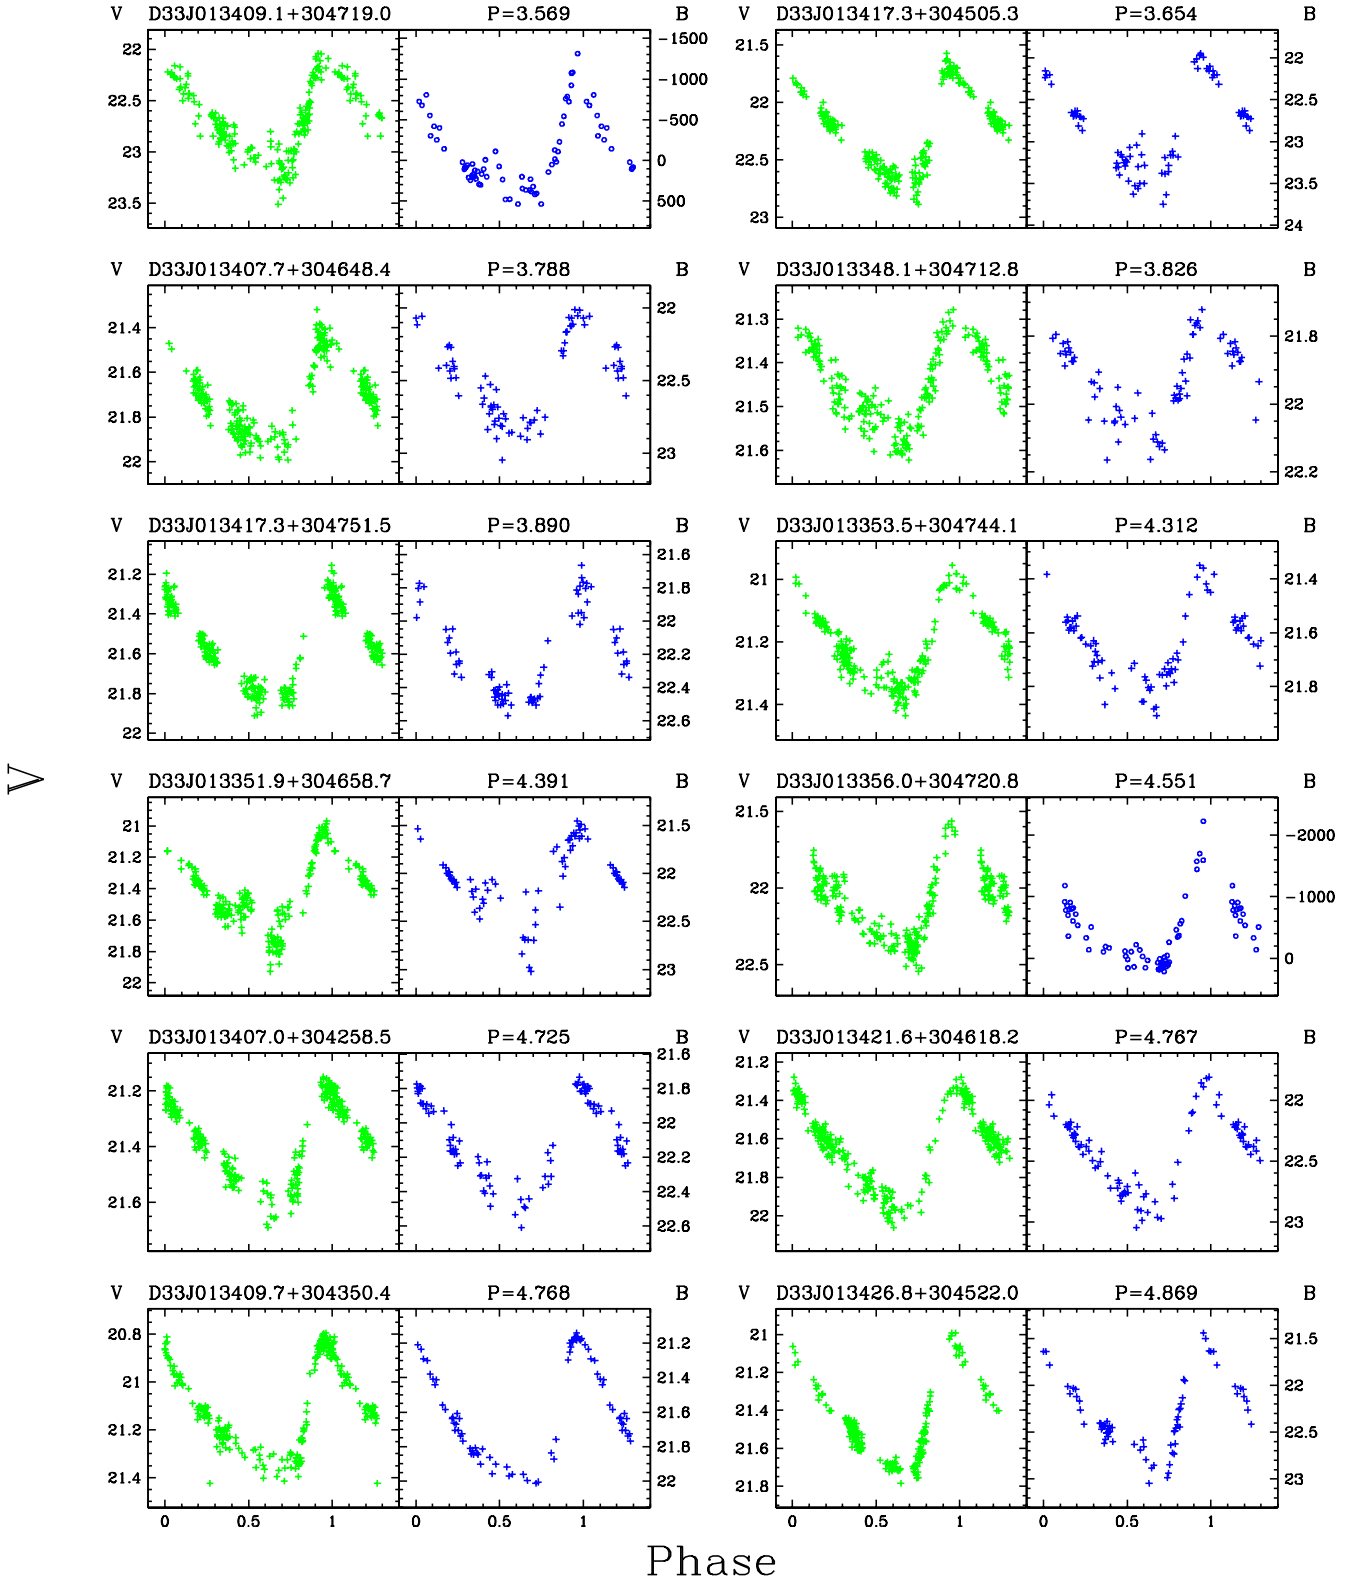 V D33J013409.1+304719.0 P=3.569 B V D33J013417.3+304505.3 P=3.654 B
22 22.5 23 23.5
-1500 -1000 -500 0 500
21.5 22 22.5 23
22 22.5 23 23.5 24
V D33J013407.7+304648.4 P=3.788 B V D33J013348.1+304712.8 P=3.826 B
21.4 21.6 21.8 22
22 22.5 23
21.3 21.4 21.5 21.6
21.8 22 22.2
V D33J013417.3+304751.5 P=3.890 B V D33J013353.5+304744.1 P=4.312 B
21.2 21.4 21.6 21.8 22
21.6 21.8 22 22.2 22.4 22.6
21 21.2 21.4
21.4 21.6 21.8
V
V D33J013351.9+304658.7 P=4.391 B V D33J013356.0+304720.8 P=4.551 B
21 21.2 21.4 21.6 21.8 22
21.5 22 22.5 23
21.5 22 22.5
-2000 -1000 0
V D33J013407.0+304258.5 P=4.725 B V D33J013421.6+304618.2 P=4.767 B
21.2 21.4 21.6
21.6 21.8 22 22.2 22.4 22.6
21.2 21.4 21.6 21.8 22
22 22.5 23
V D33J013409.7+304350.4 P=4.768 B V D33J013426.8+304522.0 P=4.869 B
20.8 21 21.2 21.4
21.2 21.4 21.6 21.8 22
21 21.2 21.4 21.6 21.8
21.5 22 22.5 23
0 0.5 1 0 0.5 1 0 0.5 1 0 0.5 1
Phase